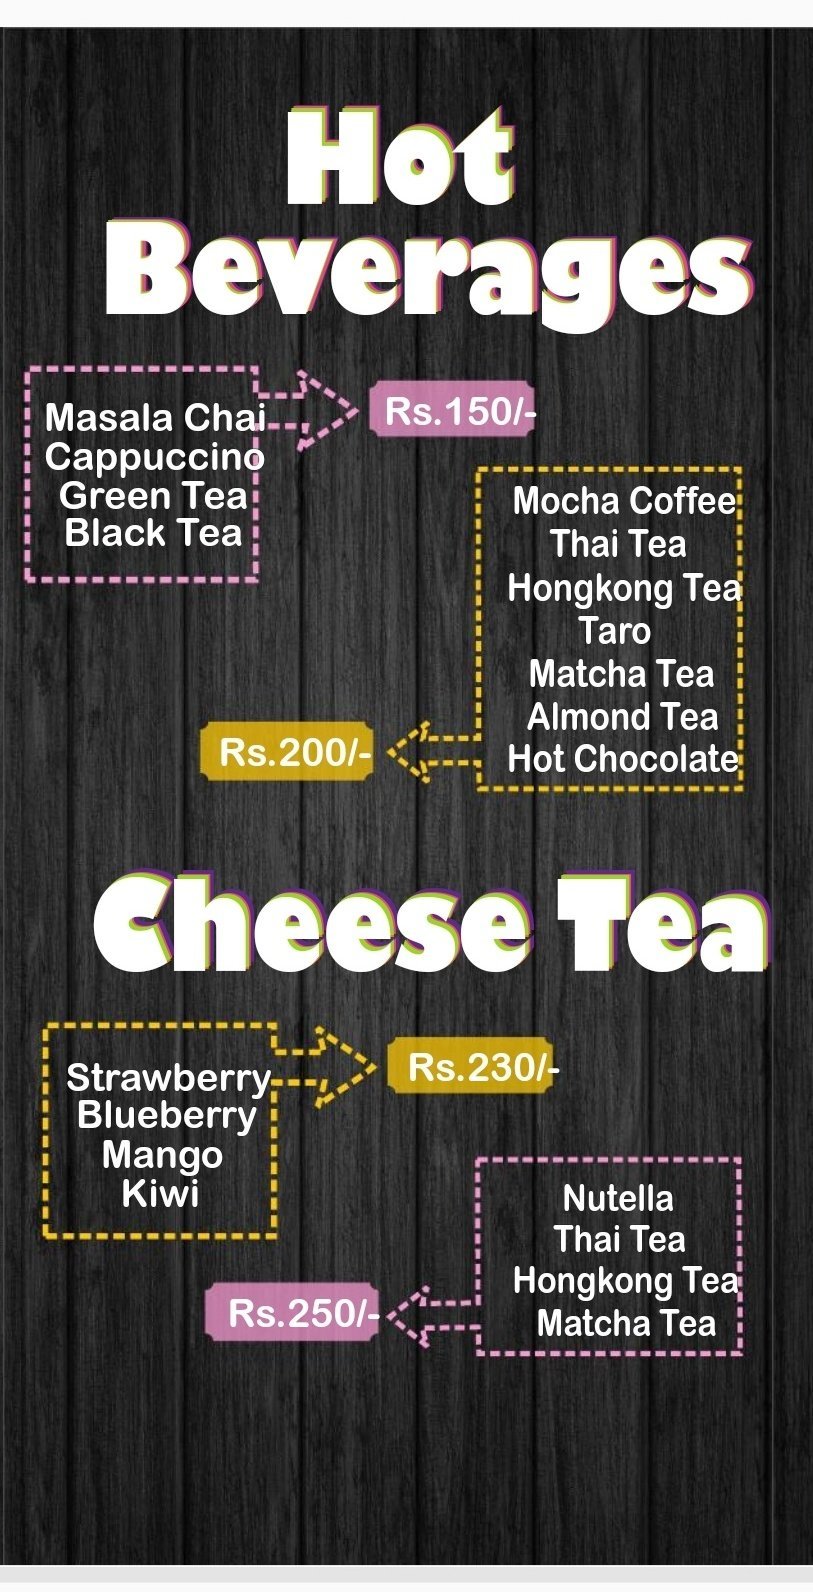 Hot
Beverages
Masala Chai
Cappuccino
Green Tea
Black Tea
Rs.150/-
Mocha Coffee
Thai Tea
Hongkong Tea
Taro
Matcha Tea
Almond Tea
Hot Chocolate
Rs.200/-
Cheese Tea
Strawberry
Blueberry
Mango
Kiwi
Rs.230/-
Nutella
Thai Tea
Hongkong Tea
Matcha Tea
Rs.250/-